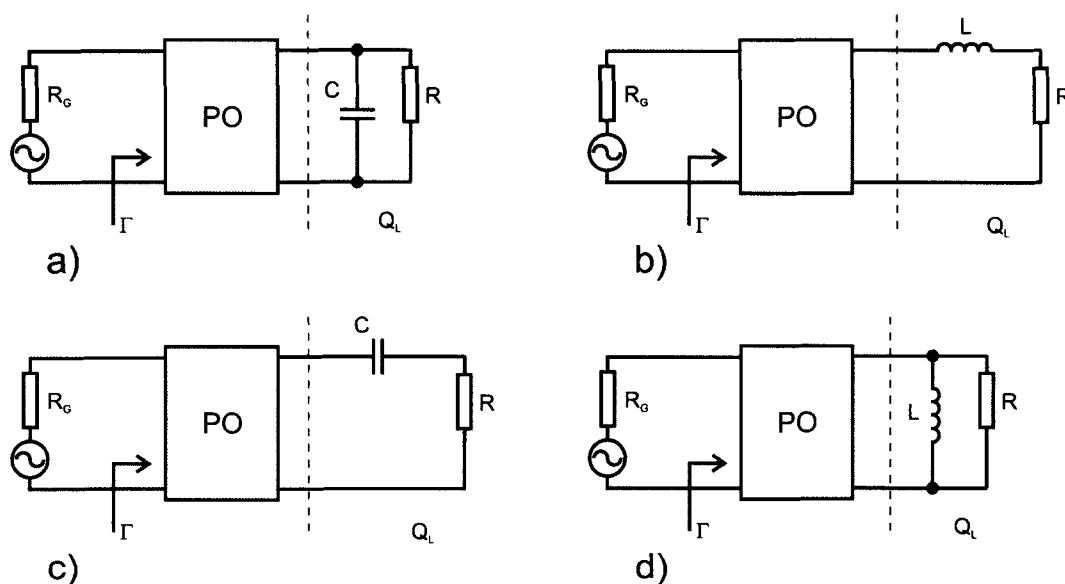 R_G
PO
C
R
Γ
Q_L
a)
R_G
PO
L
R
Γ
Q_L
b)
R_G
PO
C
R
Γ
Q_L
c)
R_G
PO
L
R
Γ
Q_L
d)